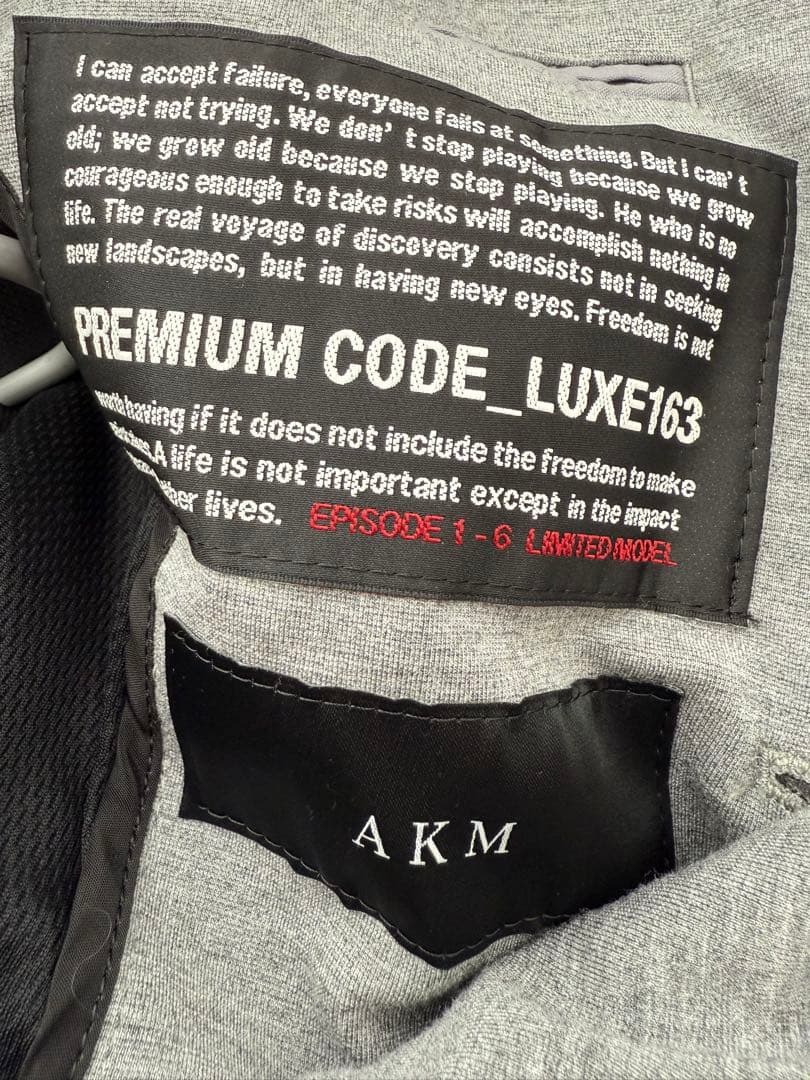 I can accept failure, everyone fails at something. But I can't
accept not trying. We don't stop playing because we grow
old; we grow old because we stop playing. He who is no
courageous enough to take risks will accomplish nothing in
life. The real voyage of discovery consists not in seeking
new landscapes, but in having new eyes. Freedom is not
PREMIUM CODE_LUXE163
worth having if it does not include the freedom to make
A life is not important except in the impact
lives. EPISODE 1-6 LIMITED MODEL
AKM